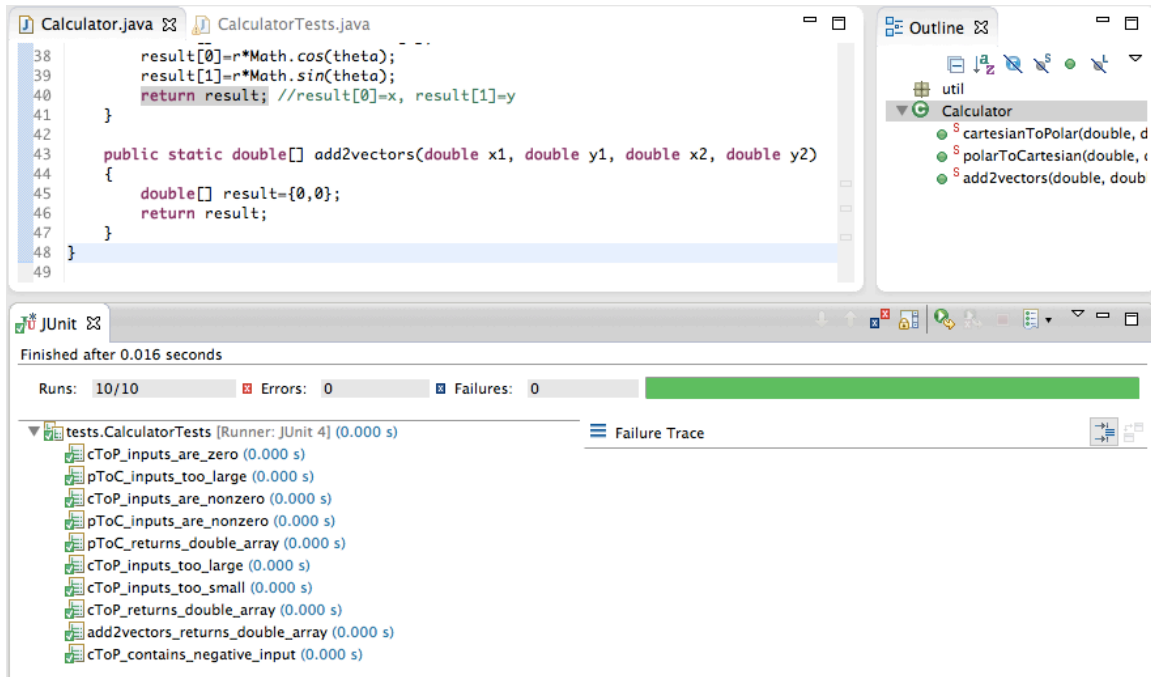 Calculator.java
CalculatorTests.java
38 result[0]=r*Math.cos(theta);
39 result[1]=r*Math.sin(theta);
40 return result; //result[0]=x, result[1]=y
41 }
42
43 public static double[] add2vectors(double x1, double y1, double x2, double y2)
44 {
45 double[] result={0,0};
46 return result;
47 }
48 }
49
Outline
util
Calculator
cartesianToPolar(double, d
polarToCartesian(double, 
add2vectors(double, doub
JUnit
Finished after 0.016 seconds
Runs: 10/10 Errors: 0 Failures: 0
tests.CalculatorTests [Runner: JUnit 4] (0.000 s)
cToP_inputs_are_zero (0.000 s)
pToC_inputs_too_large (0.000 s)
cToP_inputs_are_nonzero (0.000 s)
pToC_inputs_are_nonzero (0.000 s)
pToC_returns_double_array (0.000 s)
cToP_inputs_too_large (0.000 s)
cToP_inputs_too_small (0.000 s)
cToP_returns_double_array (0.000 s)
add2vectors_returns_double_array (0.000 s)
cToP_contains_negative_input (0.000 s)
Failure Trace